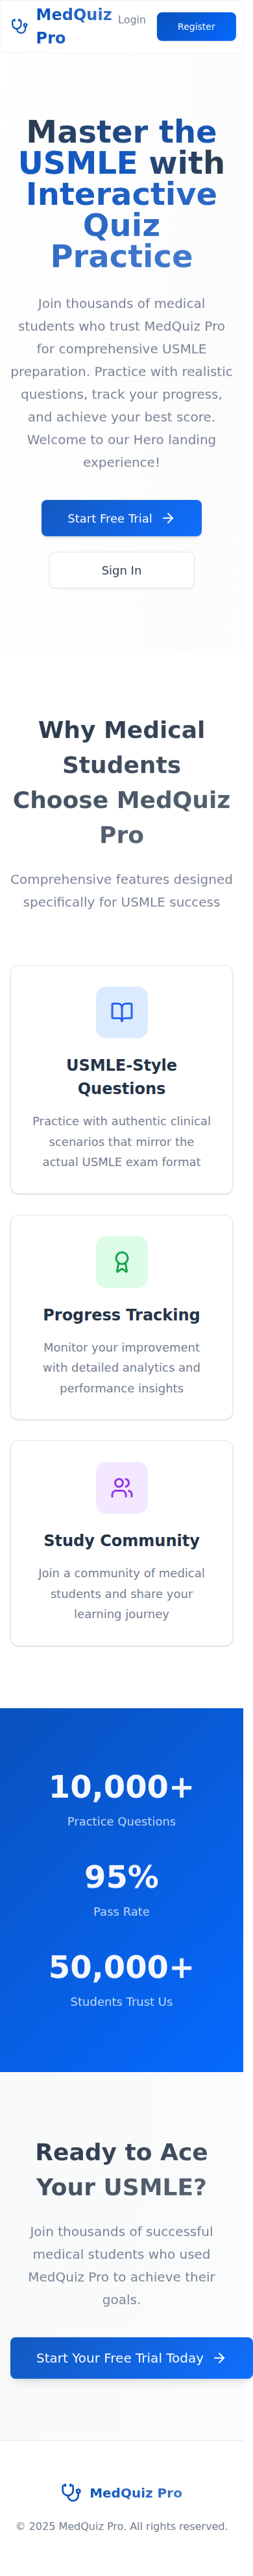 MedQuiz
Pro
Login
Register
Master the
USMLE with
Interactive
Quiz
Practice
Join thousands of medical
students who trust MedQuiz Pro
for comprehensive USMLE
preparation. Practice with realistic
questions, track your progress,
and achieve your best score.
Welcome to our Hero landing
experience!
Start Free Trial
Sign In
Why Medical
Students
Choose MedQuiz
Pro
Comprehensive features designed
specifically for USMLE success
USMLE-Style
Questions
Practice with authentic clinical
scenarios that mirror the
actual USMLE exam format
Progress Tracking
Monitor your improvement
with detailed analytics and
performance insights
Study Community
Join a community of medical
students and share your
learning journey
10,000+
Practice Questions
95%
Pass Rate
50,000+
Students Trust Us
Ready to Ace
Your USMLE?
Join thousands of successful
medical students who used
MedQuiz Pro to achieve their
goals.
Start Your Free Trial Today
MedQuiz Pro
© 2025 MedQuiz Pro. All rights reserved.